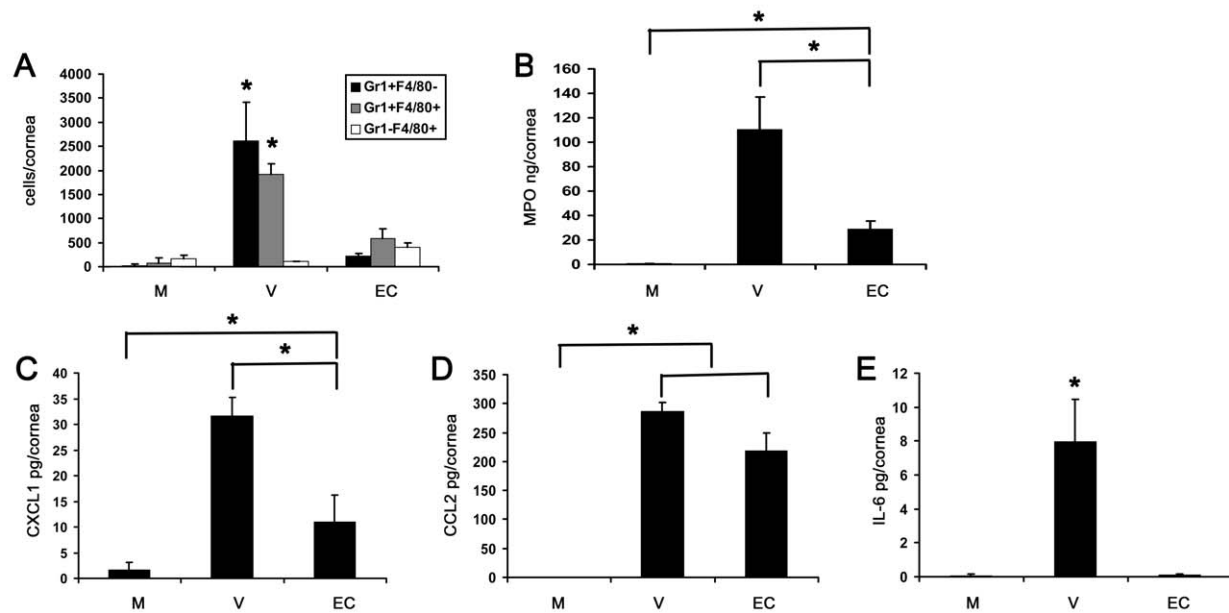 A
cells/cornea
4000
3500
3000
2500
2000
1500
1000
500
0
* *
Gr1+F4/80-
Gr1+F4/80+
Gr1-F4/80+
M V EC
B
MPO ng/cornea
160
140
120
100
80
60
40
20
0
*
*
M V EC
C
CXCL1 pg/cornea
40
35
30
25
20
15
10
5
0
*
*
M V EC
D
CCL2 pg/cornea
350
300
250
200
150
100
50
0
*
M V EC
E
IL-6 pg/cornea
12
10
8
6
4
2
0
*
M V EC